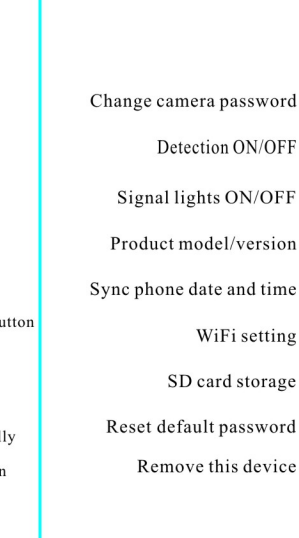 Change camera password
Detection ON/OFF
Signal lights ON/OFF
Product model/version
Sync phone date and time
WiFi setting
SD card storage
Reset default password
Remove this device
utton
lly
n